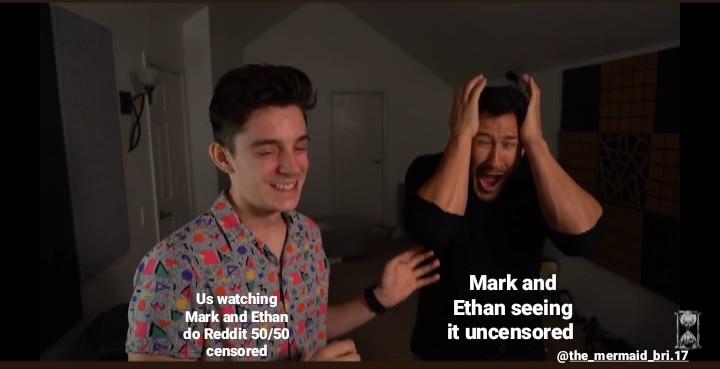 Us watching
Mark and Ethan
do Reddit 50/50
censored
Mark and
Ethan seeing
it uncensored
@the_mermaid_bri.17